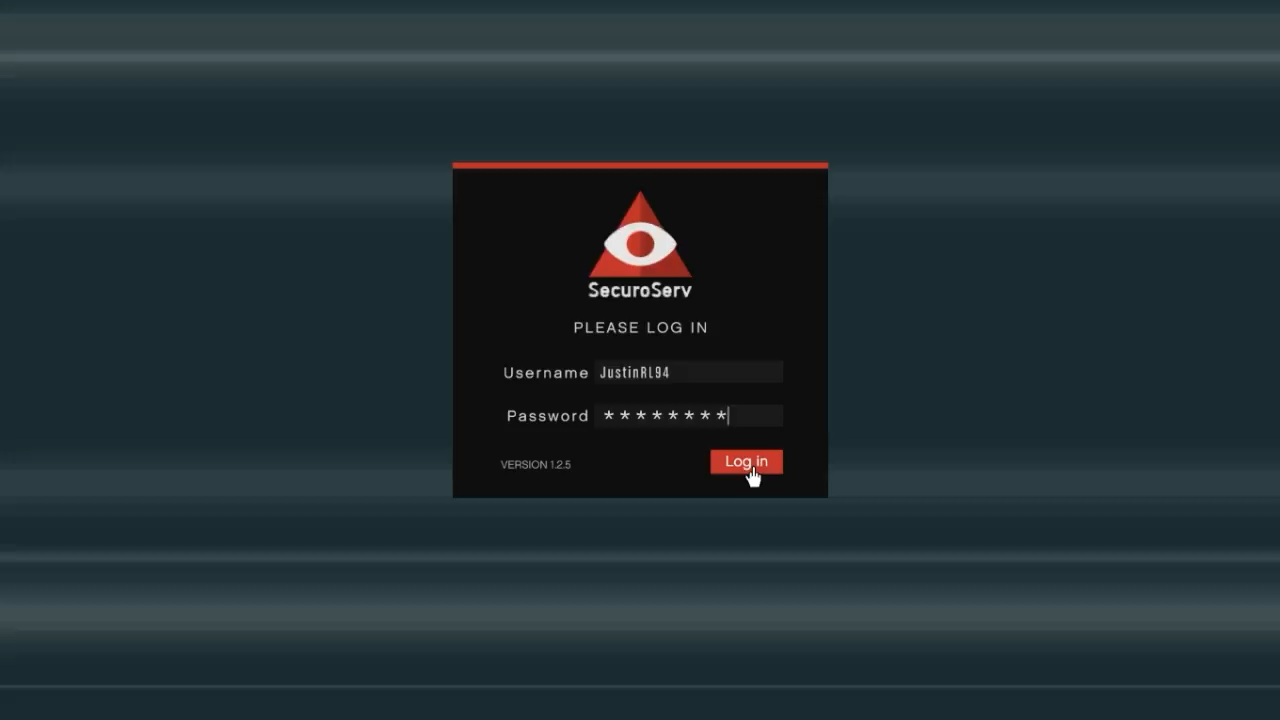 SecuroServ
PLEASE LOG IN
Username JustinRL94
Password ********
VERSION 1.2.5 Log in